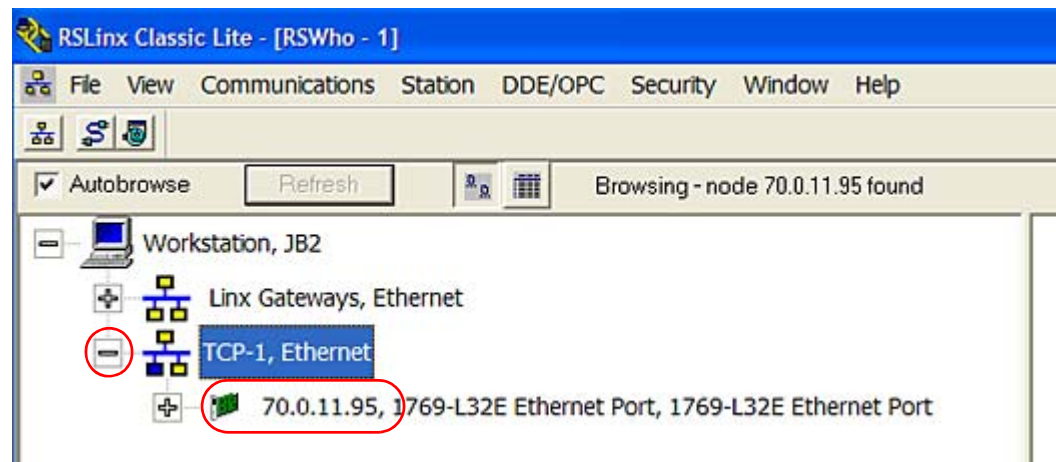 RSLinx Classic Lite - [RSWho - 1]
File View Communications Station DDE/OPC Security Window Help
Autobrowse Refresh Browsing - node 70.0.11.95 found
Workstation, JB2
Linx Gateways, Ethernet
TCP-1, Ethernet
70.0.11.95, 1769-L32E Ethernet Port, 1769-L32E Ethernet Port